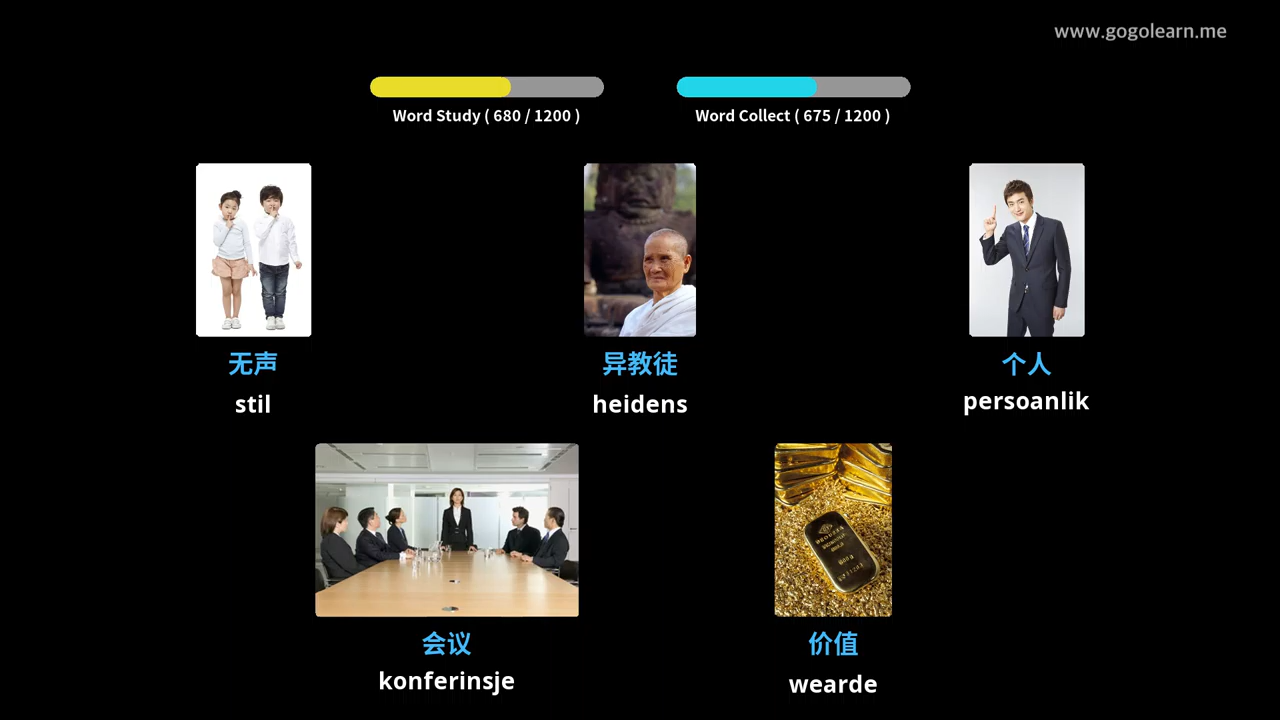 www.gogolearn.me
Word Study ( 680 / 1200 )
Word Collect ( 675 / 1200 )
无声
异教徒
个人
stil
heidens
persoanlik
会议
价值
konferinsje
wearde